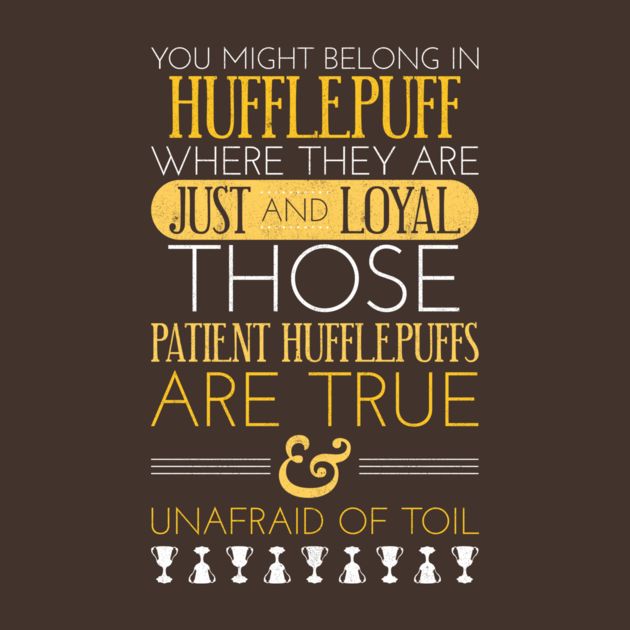 YOU MIGHT BELONG IN
HUFFLEPUFF
WHERE THEY ARE
JUST AND LOYAL
THOSE
PATIENT HUFFLEPUFFS
ARE TRUE
&
UNAFRAID OF TOIL